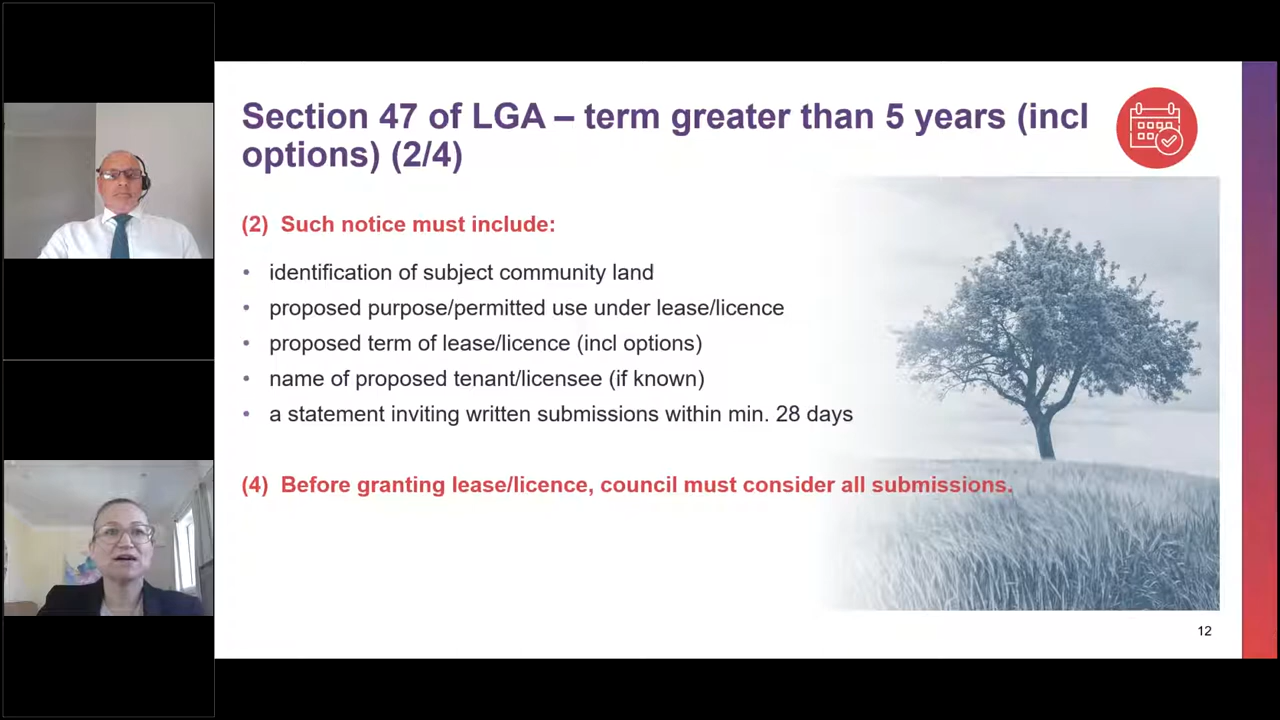 Section 47 of LGA – term greater than 5 years (incl
options) (2/4)
(2) Such notice must include:
• identification of subject community land
• proposed purpose/permitted use under lease/licence
• proposed term of lease/licence (incl options)
• name of proposed tenant/licensee (if known)
• a statement inviting written submissions within min. 28 days
(4) Before granting lease/licence, council must consider all submissions.
12